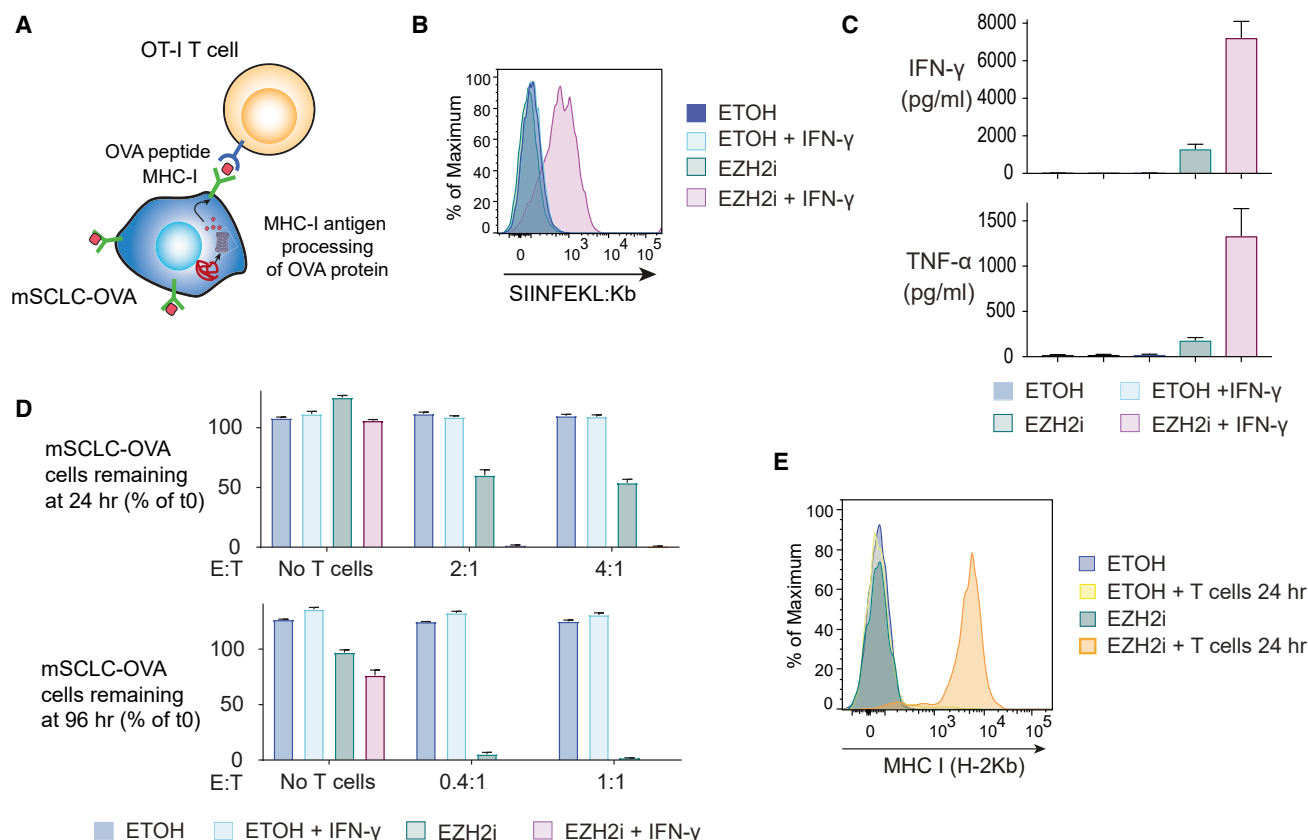 A
OT-I T cell
OVA peptide
MHC-I
MHC-I antigen
processing
of OVA protein
mSCLC-OVA
B
% of Maximum
100
80
60
40
20
0
0 10³ 10⁴ 10⁵
SIINFEKL:Kb
ETOH
ETOH + IFN-γ
EZH2i
EZH2i + IFN-γ
C
IFN-γ
(pg/ml)
8000
6000
4000
2000
0
TNF-α
(pg/ml)
1500
1000
500
0
ETOH
ETOH +IFN-γ
EZH2i
EZH2i + IFN-γ
D
mSCLC-OVA
cells remaining
at 24 hr (% of t0)
100
50
0
E:T No T cells 2:1 4:1
mSCLC-OVA
cells remaining
at 96 hr (% of t0)
100
50
0
E:T No T cells 0.4:1 1:1
ETOH ETOH + IFN-γ EZH2i EZH2i + IFN-γ
E
% of Maximum
100
80
60
40
20
0
0 10³ 10⁴ 10⁵
MHC I (H-2Kb)
ETOH
ETOH + T cells 24 hr
EZH2i
EZH2i + T cells 24 hr